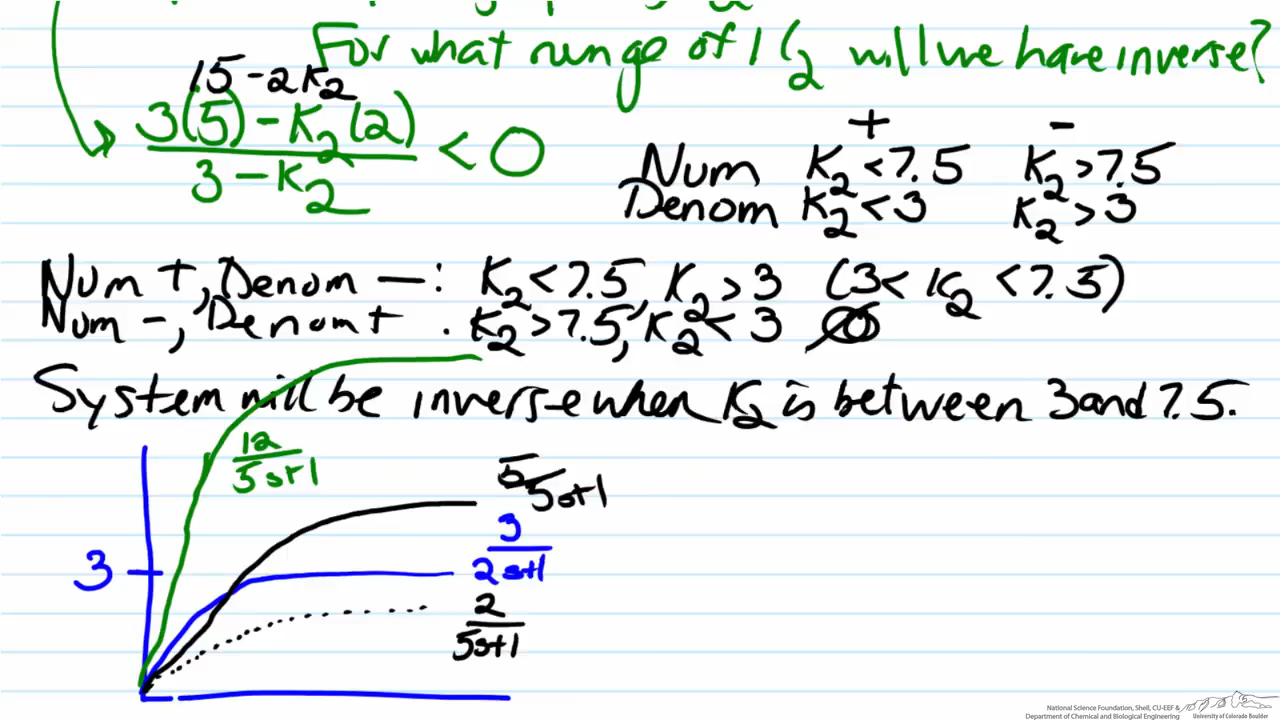 For what range of K2 will we have inverse?
15-2K2
3(5) - K2(2)
3 - K2
< 0
+ -
Num K2 < 7.5 K2 > 7.5
Denom K2 < 3 K2 > 3
Num +, Denom -: K2 < 7.5, K2 > 3 (3 < K2 < 7.5)
Num -, Denom + : K2 > 7.5, K2 < 3 Ø
System will be inverse when K2 is between 3 and 7.5.
12
5s+1
5/5s+1
3
2s+1
3
2
5s+1
National Science Foundation, Shell, CU-EEF &
Department of Chemical and Biological Engineering
University of Colorado Boulder